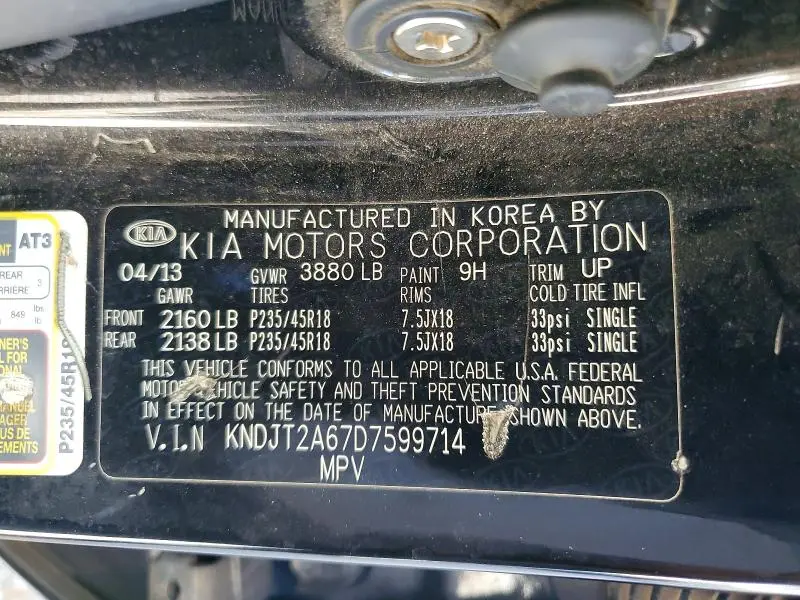 MANUFACTURED IN KOREA BY
KIA KIA MOTORS CORPORATION
04/13 GVWR 3880 LB PAINT 9H TRIM UP
GAWR TIRES RIMS COLD TIRE INFL
FRONT 2160 LB P235/45R18 7.5JX18 33psi SINGLE
REAR 2138 LB P235/45R18 7.5JX18 33psi SINGLE
THIS VEHICLE CONFORMS TO ALL APPLICABLE U.S.A. FEDERAL
MOTOR VEHICLE SAFETY AND THEFT PREVENTION STANDARDS
IN EFFECT ON THE DATE OF MANUFACTURE SHOWN ABOVE.
V.I.N KNDJT2A67D7599714
MPV
AT3
REAR 3
849 lbs
P235/45R18